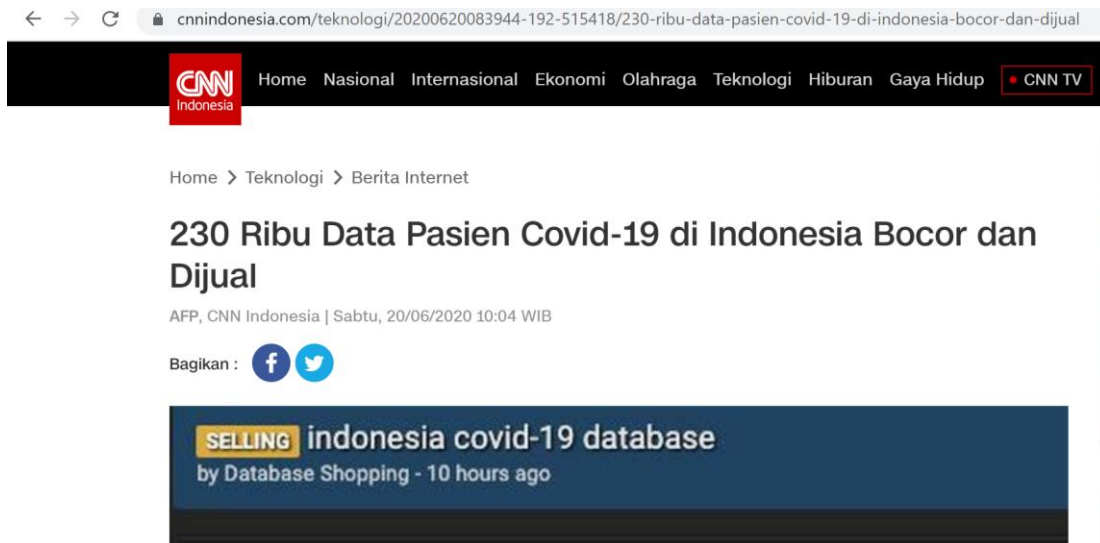 cnnindonesia.com/teknologi/20200620083944-192-515418/230-ribu-data-pasien-covid-19-di-indonesia-bocor-dan-dijual
CNN Indonesia
Home Nasional Internasional Ekonomi Olahraga Teknologi Hiburan Gaya Hidup CNN TV
Home > Teknologi > Berita Internet
230 Ribu Data Pasien Covid-19 di Indonesia Bocor dan
Dijual
AFP, CNN Indonesia | Sabtu, 20/06/2020 10:04 WIB
Bagikan :
SELLING indonesia covid-19 database
by Database Shopping - 10 hours ago